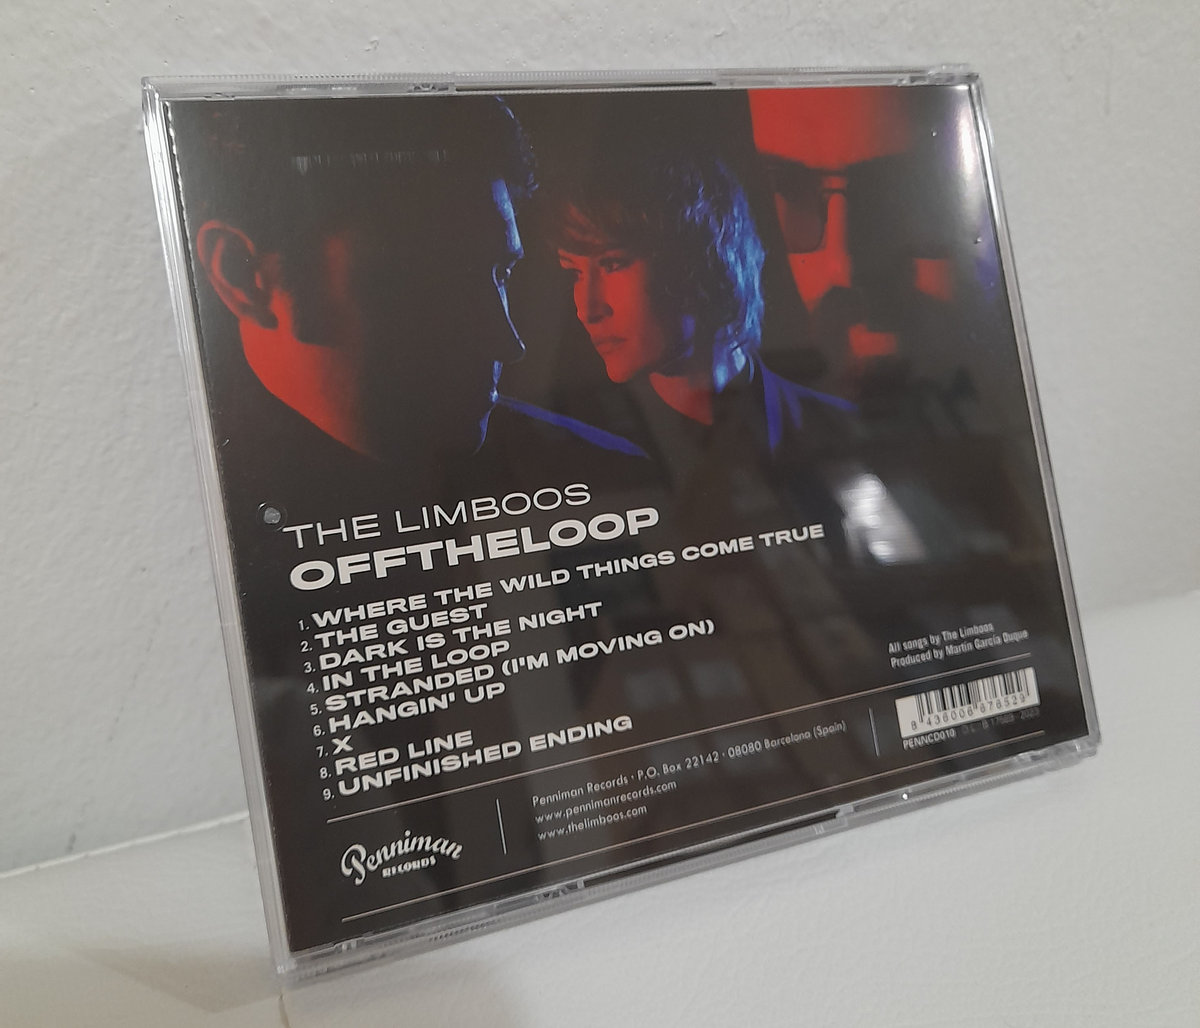 THE LIMBOOS
OFFTHELOOP
1. WHERE THE WILD THINGS COME TRUE
2. THE GUEST
3. DARK IS THE NIGHT
4. IN THE LOOP
5. STRANDED (I'M MOVING ON)
6. HANGIN' UP
7. X
8. RED LINE
9. UNFINISHED ENDING
All songs by The Limboos
Produced by Martín García Duque
PENNCD010
Penniman
RECORDS
Penniman Records · P.O. Box 22142 · 08080 Barcelona (Spain)
www.pennimanrecords.com
www.thelimboos.com